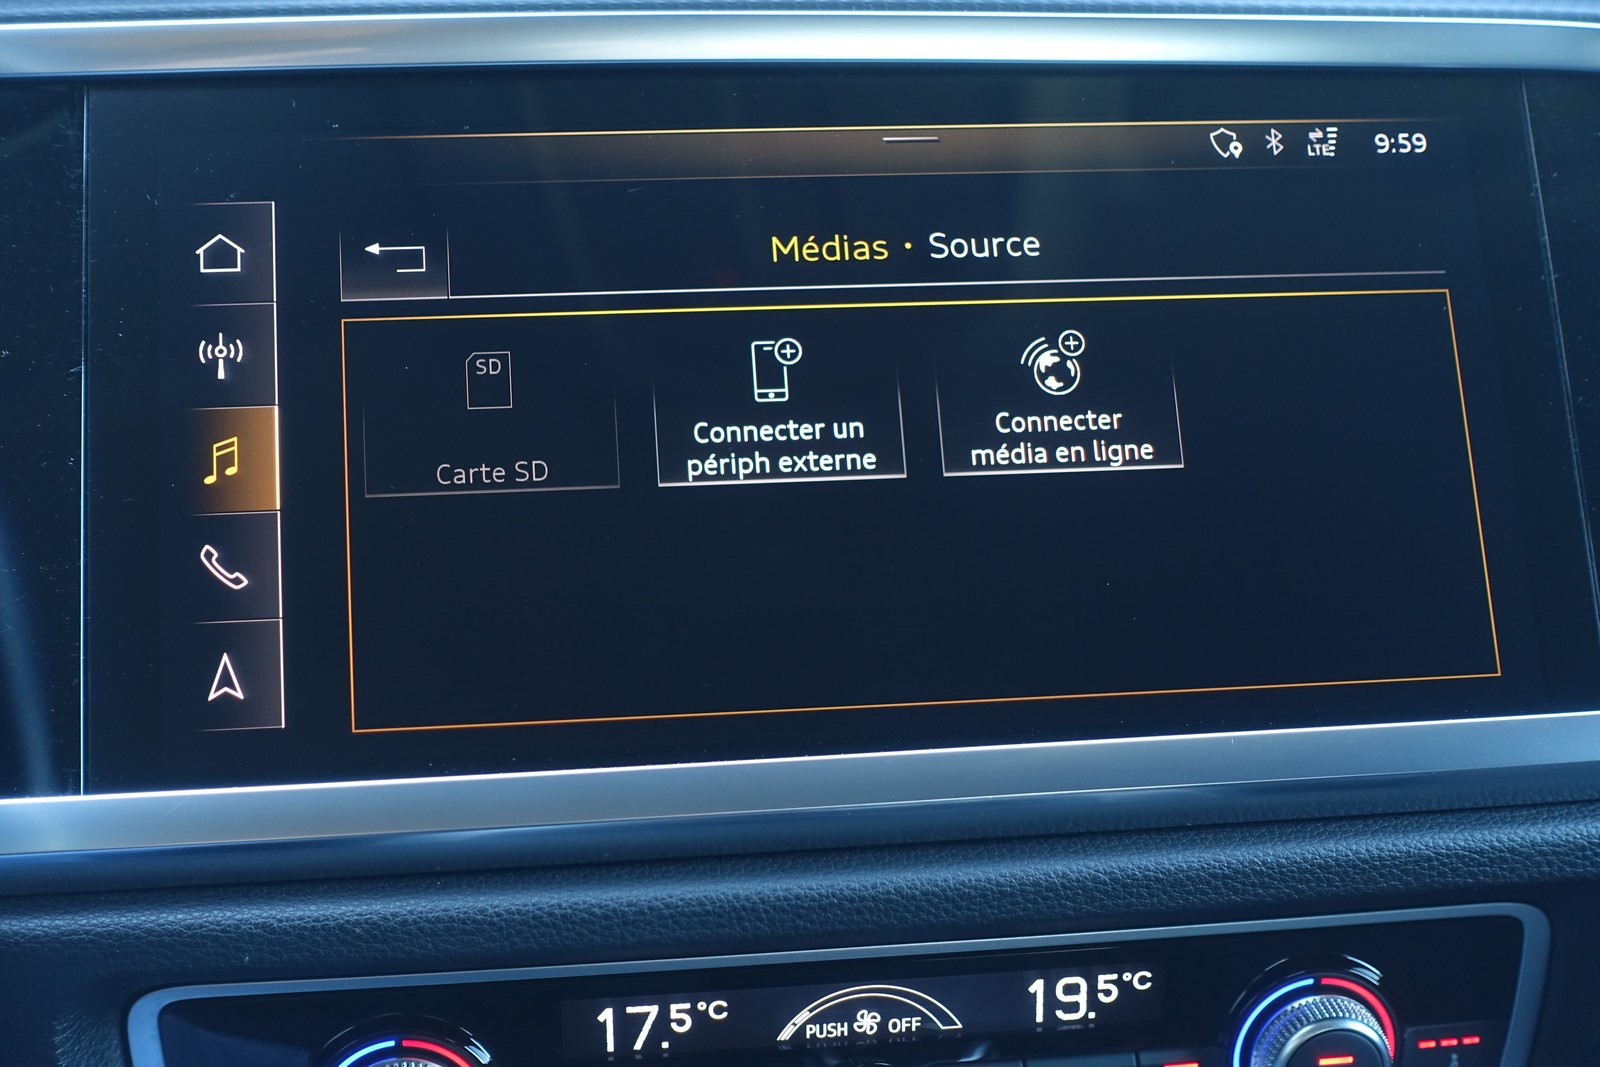 LTE 9:59
Médias • Source
SD
Carte SD
Connecter un
périph externe
Connecter
média en ligne
17.5°C
PUSH OFF
19.5°C